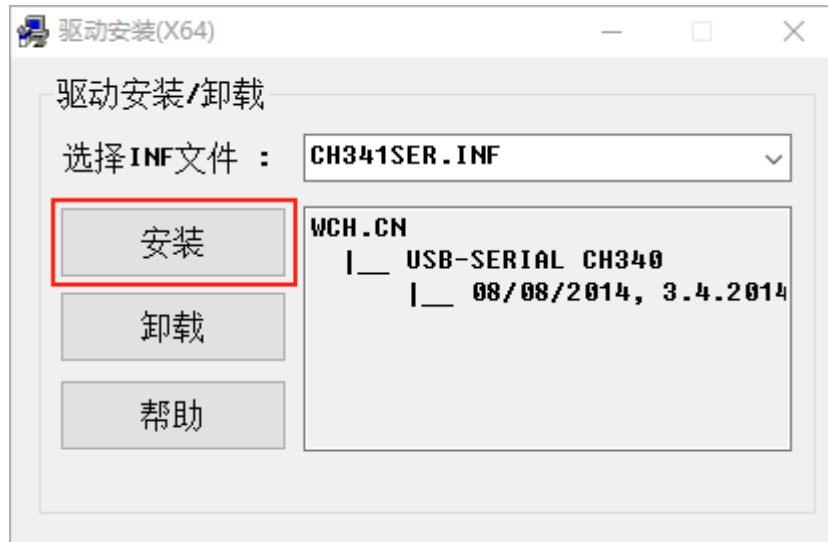 驱动安装(X64)
驱动安装/卸载
选择INF文件 : CH341SER.INF
安装
卸载
帮助
WCH.CN
|__ USB-SERIAL CH340
|__ 08/08/2014, 3.4.2014